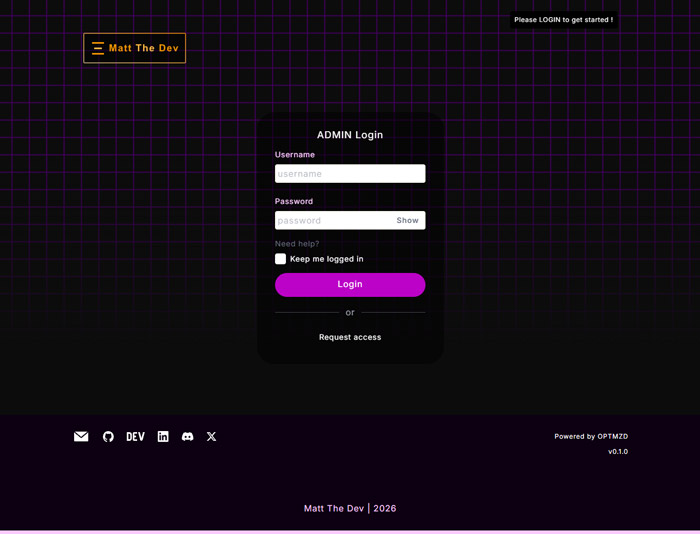 Please LOGIN to get started !
Matt The Dev
ADMIN Login
Username
username
Password
password Show
Need help?
Keep me logged in
Login
or
Request access
DEV
Powered by OPTMZD
v0.1.0
Matt The Dev | 2026